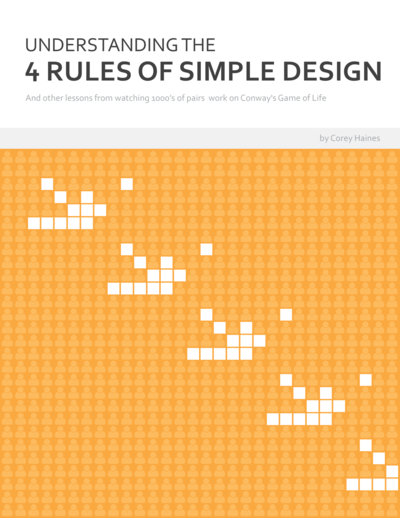 UNDERSTANDING THE
4 RULES OF SIMPLE DESIGN
And other lessons from watching 1000's of pairs work on Conway's Game of Life
by Corey Haines